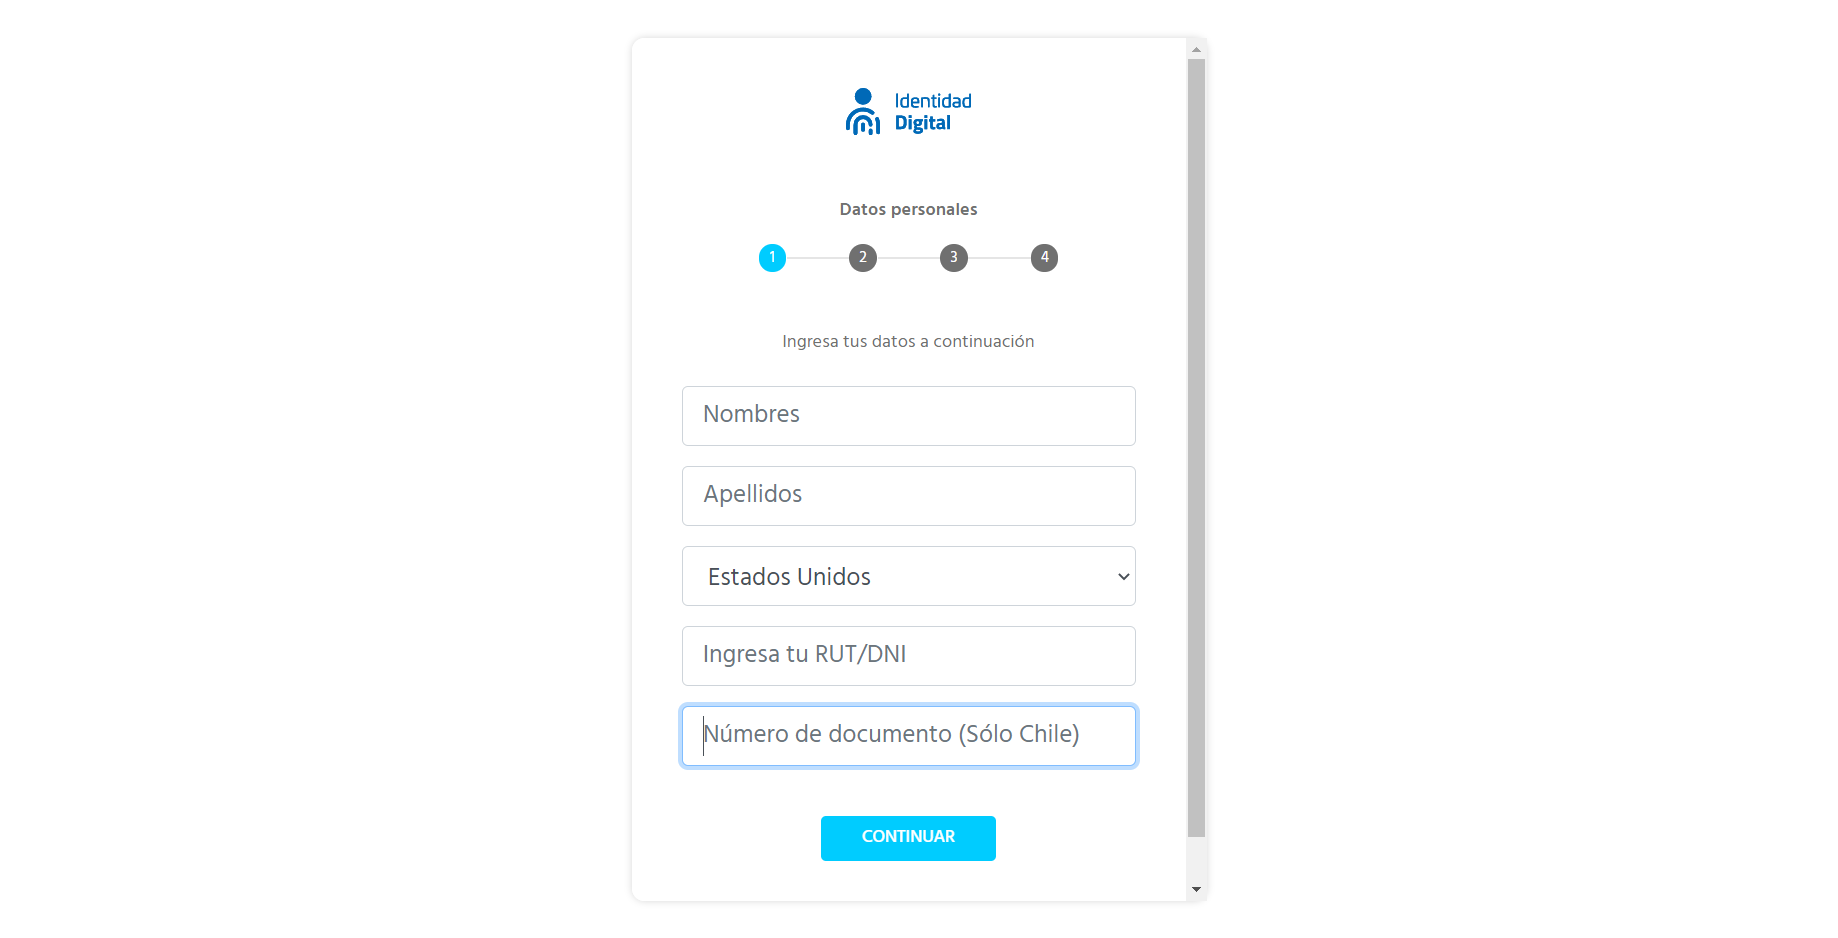 Identidad
Digital
Datos personales
1 2 3 4
Ingresa tus datos a continuación
Nombres
Apellidos
Estados Unidos
Ingresa tu RUT/DNI
Número de documento (Sólo Chile)
CONTINUAR